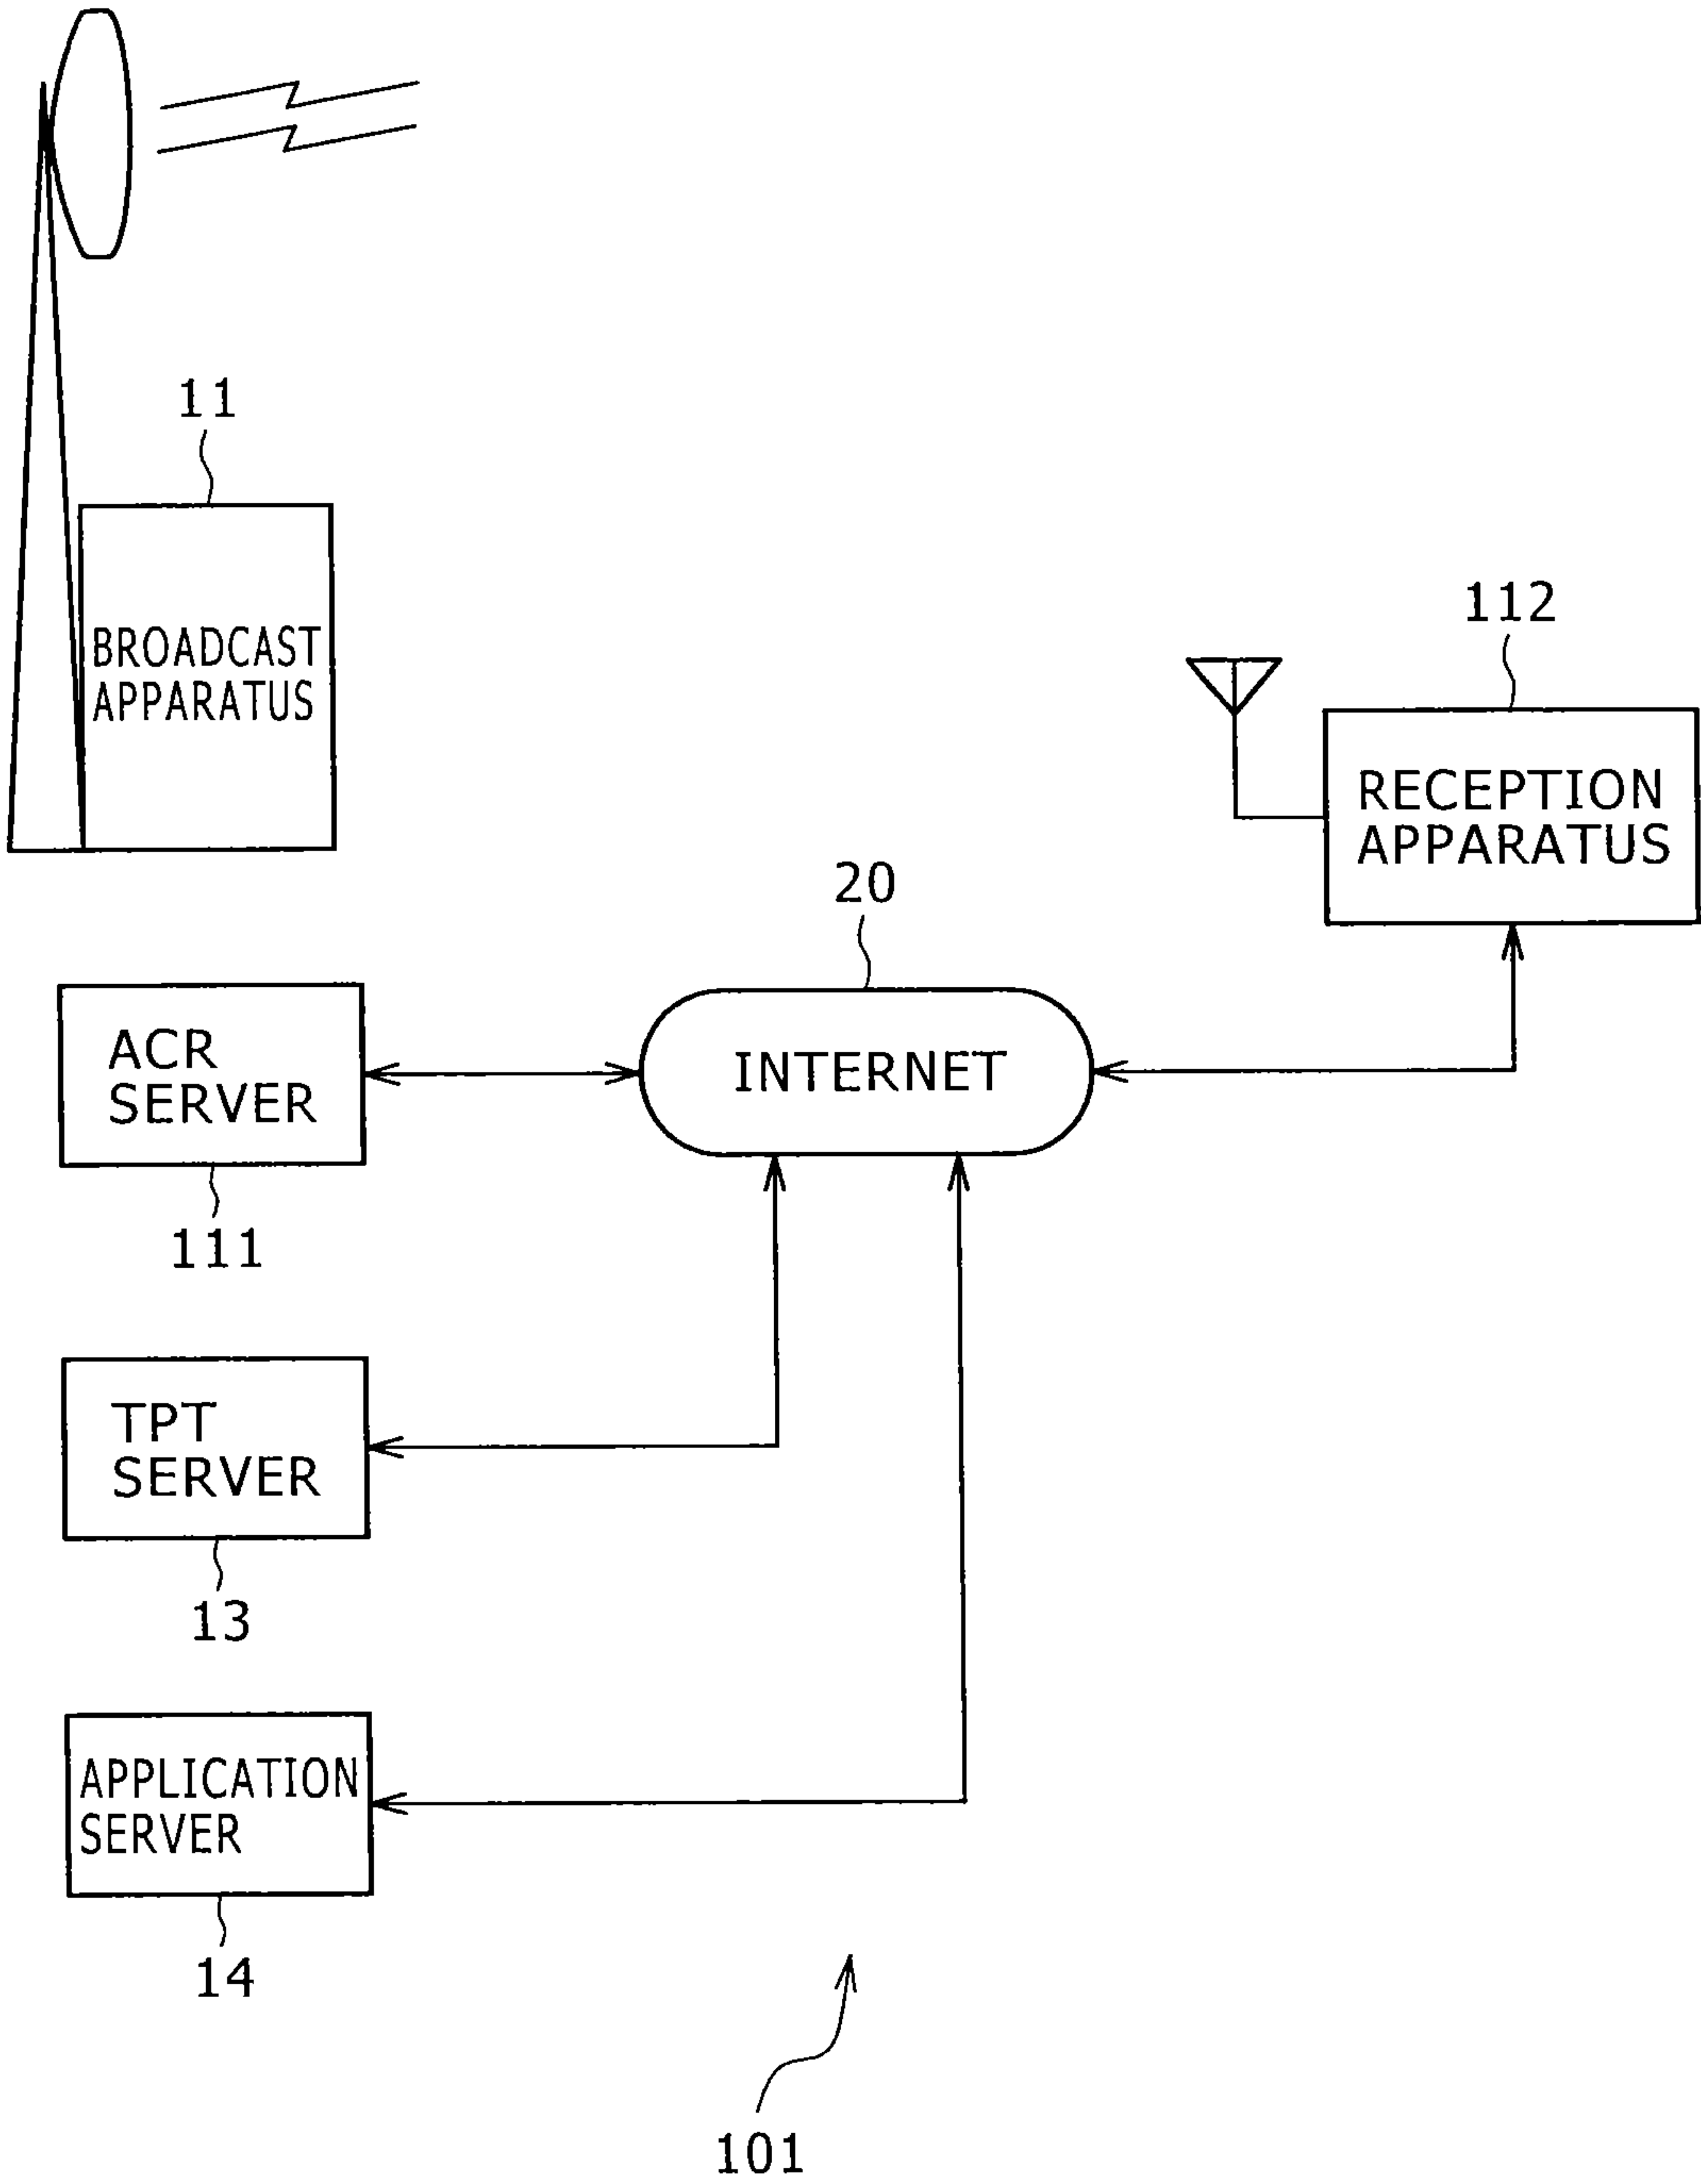 11
BROADCAST
APPARATUS
112
RECEPTION
APPARATUS
20
INTERNET
ACR
SERVER
111
TPT
SERVER
13
APPLICATION
SERVER
14
101